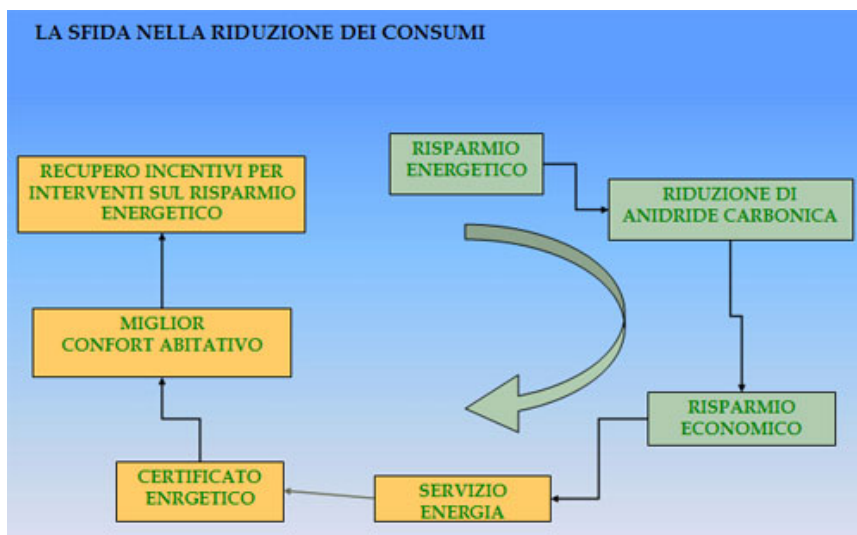 LA SFIDA NELLA RIDUZIONE DEI CONSUMI
RISPARMIO
ENERGETICO
RIDUZIONE DI
ANIDRIDE CARBONICA
RISPARMIO
ECONOMICO
SERVIZIO
ENERGIA
CERTIFICATO
ENRGETICO
MIGLIOR
CONFORT ABITATIVO
RECUPERO INCENTIVI PER
INTERVENTI SUL RISPARMIO
ENERGETICO